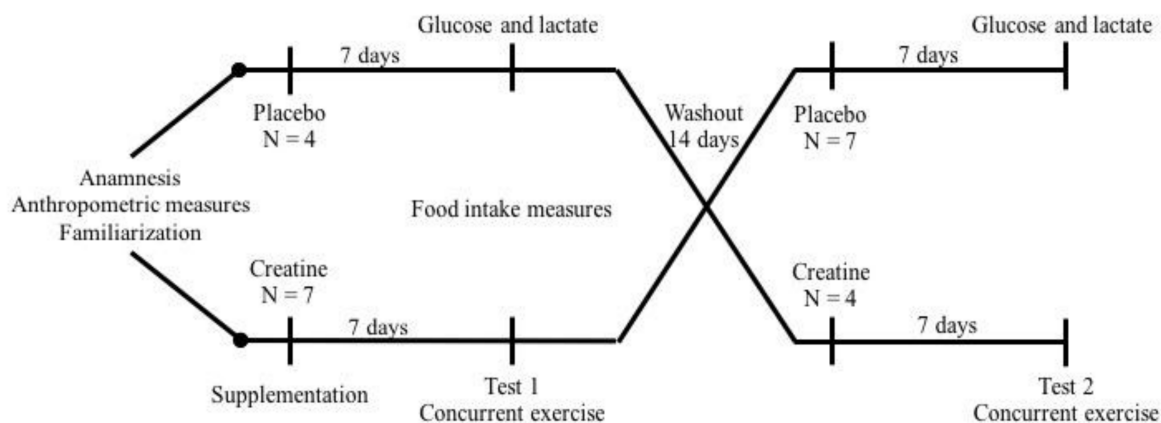 Glucose and lactate
Glucose and lactate
7 days
7 days
Placebo
N = 4
Washout
14 days
Placebo
N = 7
Anamnesis
Anthropometric measures
Familiarization
Food intake measures
Creatine
N = 7
Creatine
N = 4
7 days
7 days
Supplementation
Test 1
Concurrent exercise
Test 2
Concurrent exercise